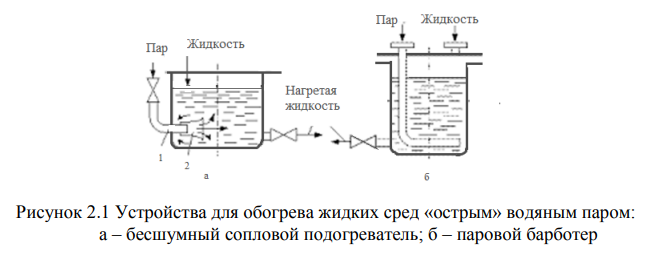 Пар Жидкость
Пар Жидкость
Нагретая
жидкость
1
2
а
б
Рисунок 2.1 Устройства для обогрева жидких сред «острым» водяным паром:
а – бесшумный сопловой подогреватель; б – паровой барботер